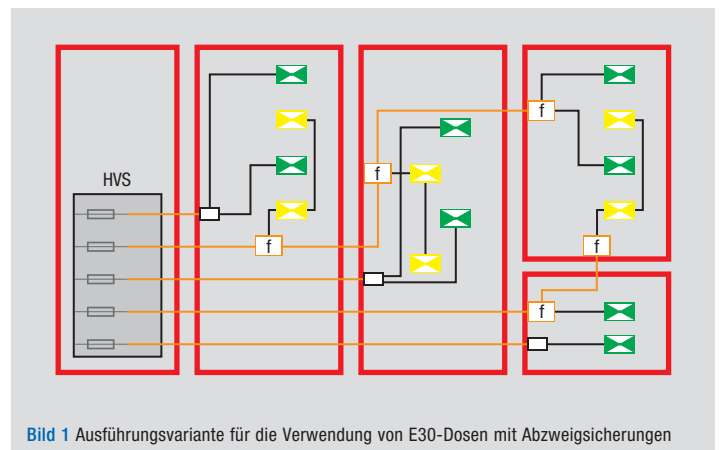 f
HVS
f
f
f
f
Bild 1 Ausführungsvariante für die Verwendung von E30-Dosen mit Abzweigsicherungen